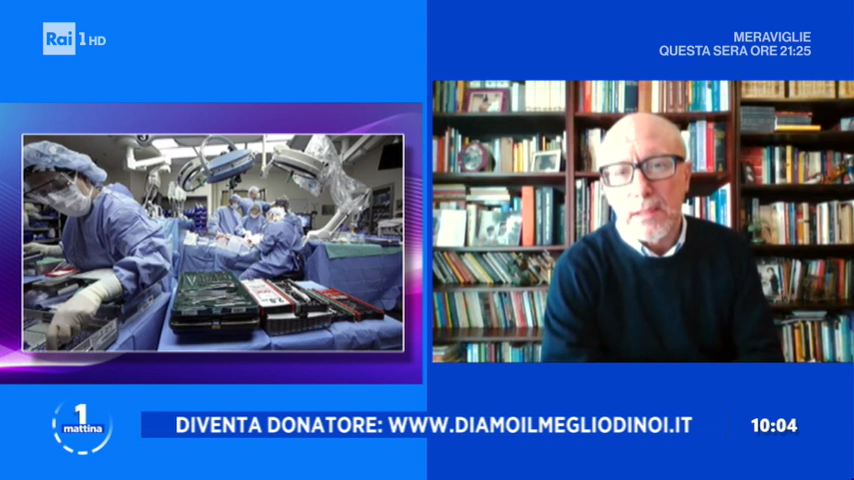 Rai 1 HD
MERAVIGLIE
QUESTA SERA ORE 21:25
1
mattina
DIVENTA DONATORE: WWW.DIAMOILMEGLIODINOI.IT
10:04